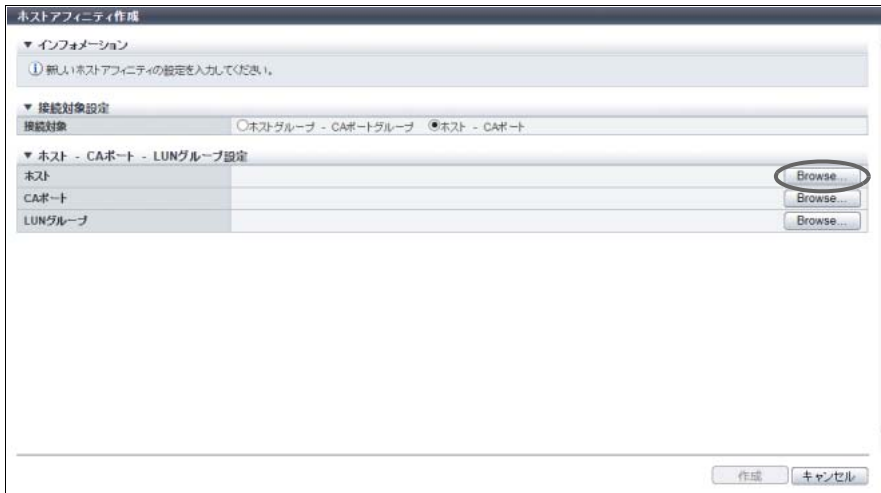 ホストアフィニティ作成
▼ インフォメーション
新しいホストアフィニティの設定を入力してください。
▼ 接続対象設定
接続対象 ○ホストグループ - CAポートグループ ◉ホスト - CAポート
▼ ホスト - CAポート - LUNグループ設定
ホスト Browse...
CAポート Browse...
LUNグループ Browse...
作成 キャンセル